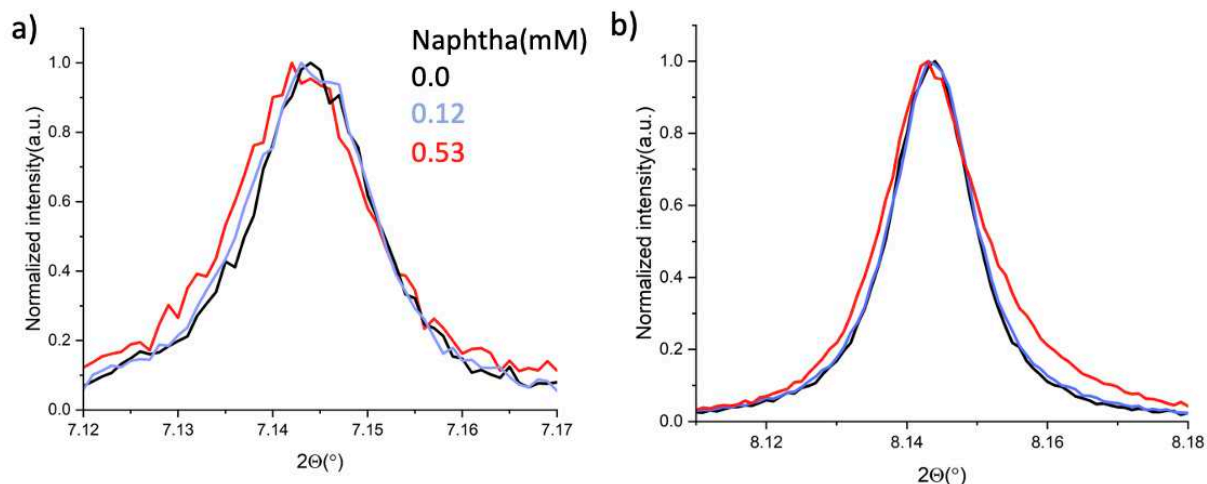 a)
Naphtha(mM)
0.0
0.12
0.53
1.0
0.8
0.6
0.4
0.2
0.0
Normalized intensity(a.u.)
7.12 7.13 7.14 7.15 7.16 7.17
2Θ(°)
b)
1.0
0.8
0.6
0.4
0.2
0.0
Normalized intensity(a.u.)
8.12 8.14 8.16 8.18
2Θ(°)